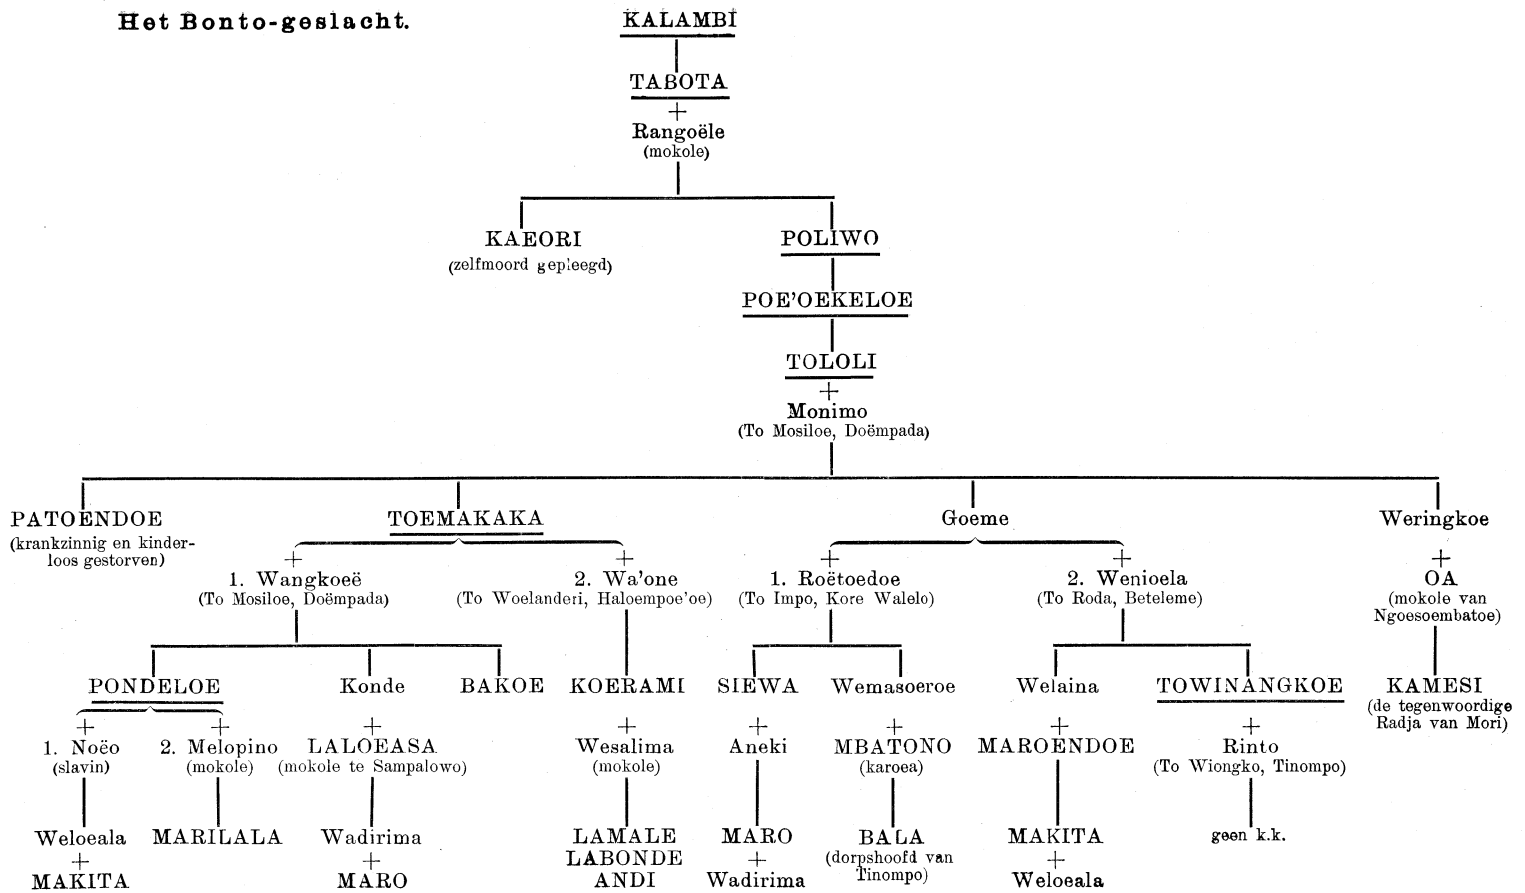 Het Bonto-geslacht.
KALAMBI
TABOTA
+
Rangoële
(mokole)
KAEORI
(zelfmoord gepleegd)
POLIWO
POE'OEKELOE
TOLOLI
+
Monimo
(To Mosiloe, Doëmpada)
PATOENDOE
(krankzinnig en kinder-
loos gestorven)
TOEMAKAKA
Goeme
Weringkoe
+
1. Wangkoeë
(To Mosiloe, Doëmpada)
+
2. Wa'one
(To Woelanderi, Haloempoe'oe)
+
1. Roëtoedoe
(To Impo, Kore Walelo)
+
2. Wenioela
(To Roda, Beteleme)
+
OA
(mokole van
Ngoesoembatoe)
PONDELOE
Konde
BAKOE
KOERAMI
SIEWA
Wemasoeroe
Welaina
TOWINANGKOE
KAMESI
(de tegenwoordige
Radja van Mori)
+
1. Noëo
(slavin)
+
2. Melopino
(mokole)
+
LALOEASA
(mokole te Sampalowo)
+
Wesalima
(mokole)
+
Aneki
+
MBATONO
(karoea)
+
MAROENDOE
+
Rinto
(To Wiongko, Tinompo)
Weloeala
+
MAKITA
MARILALA
Wadirima
+
MARO
LAMALE
LABONDE
ANDI
MARO
+
Wadirima
BALA
(dorpshoofd van
Tinompo)
MAKITA
+
Weloeala
geen k.k.